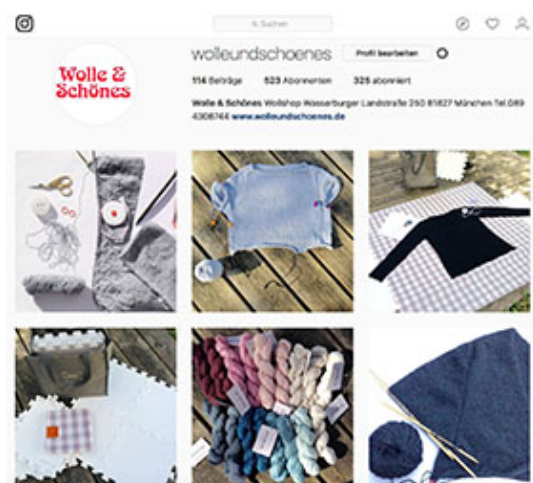 Suchen
wolleundschoenes Profil bearbeiten
Wolle &
Schönes
114 Beiträge 523 Abonnenten 325 abonniert
Wolle & Schönes Wollshop Wasserburger Landstraße 250 81827 München Tel.089
4308744 www.wolleundschoenes.de